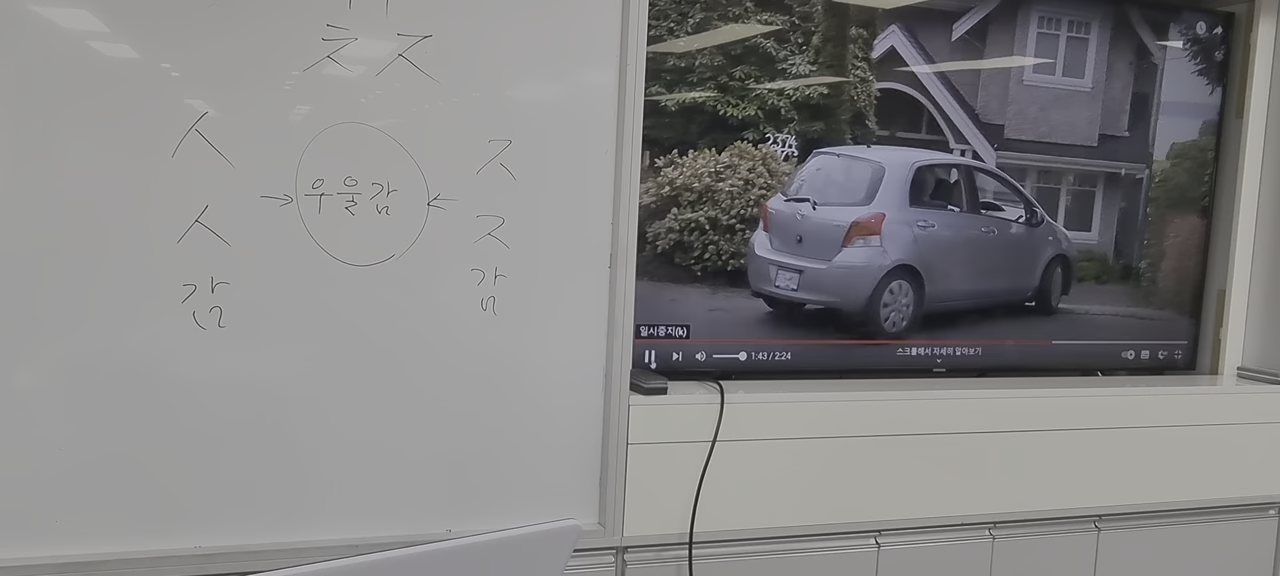 ㅊ ㅈ
ㅅ
ㅅ
감
→ 우울감 ←
ㅈ
ㅈ
감
2374
일시중지(k)
1:43 / 2:24
스크롤해서 자세히 알아보기